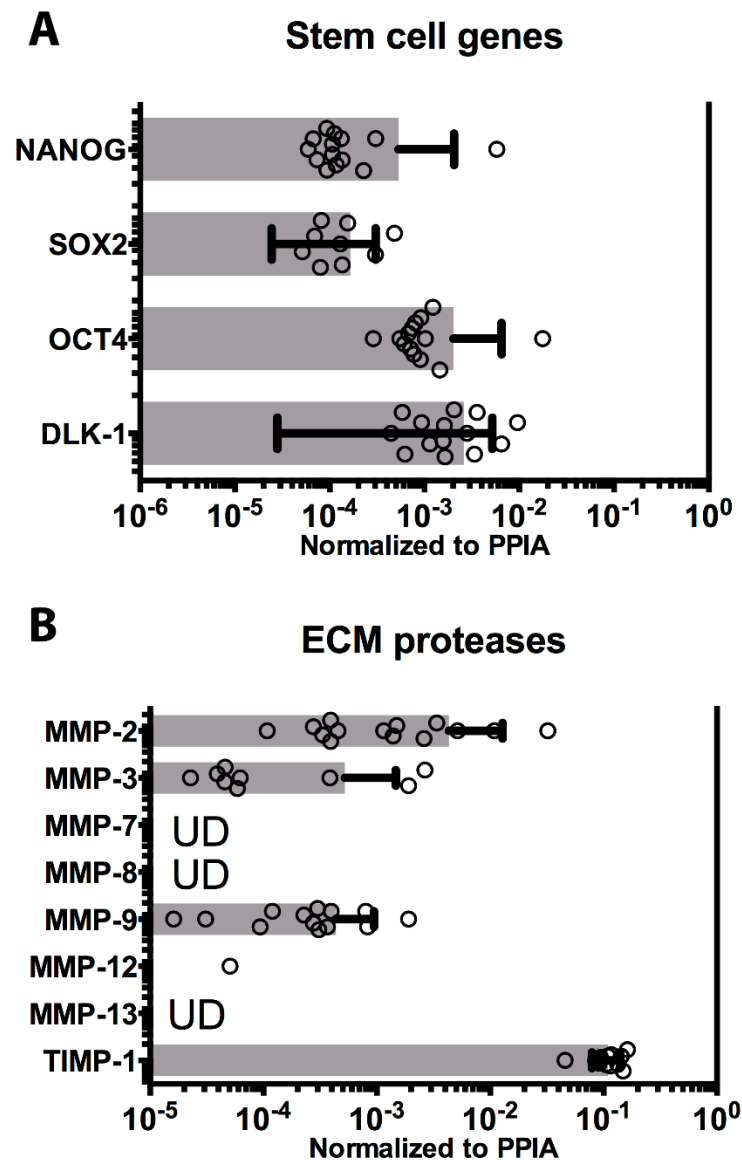 A
Stem cell genes
NANOG
SOX2
OCT4
DLK-1
10-6 10-5 10-4 10-3 10-2 10-1 100
Normalized to PPIA
B
ECM proteases
MMP-2
MMP-3
MMP-7 UD
MMP-8 UD
MMP-9
MMP-12
MMP-13 UD
TIMP-1
10-5 10-4 10-3 10-2 10-1 100
Normalized to PPIA